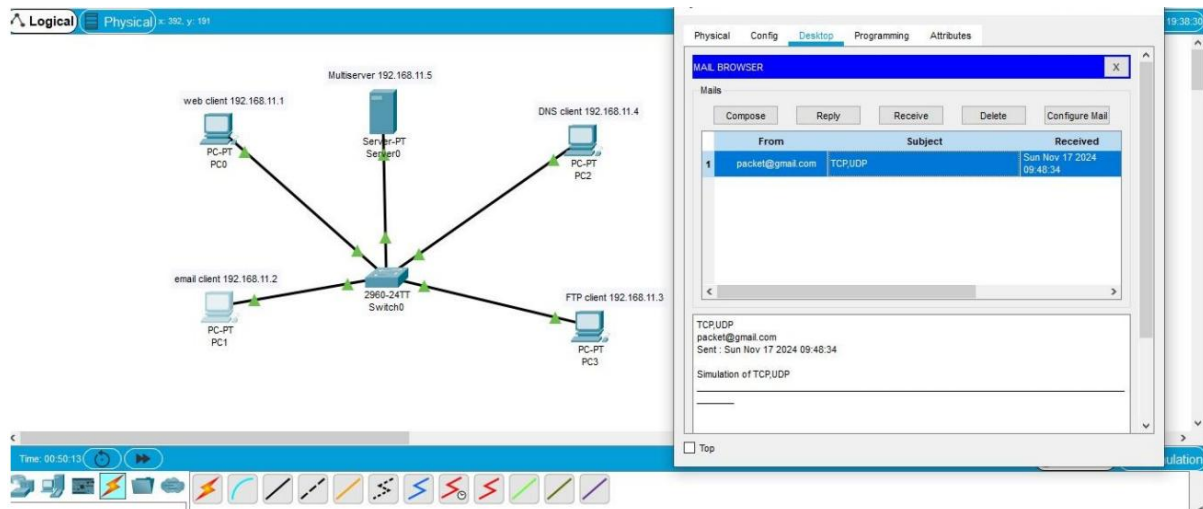 Logical Physical x: 392, y: 191
19:38:30
Multiserver 192.168.11.5
web client 192.168.11.1
DNS client 192.168.11.4
Server-PT
Server0
PC-PT
PC0
PC-PT
PC2
email client 192.168.11.2
2960-24TT
Switch0
FTP client 192.168.11.3
PC-PT
PC1
PC-PT
PC3
Time: 00:50:13
Physical Config Desktop Programming Attributes
MAIL BROWSER X
Mails
Compose Reply Receive Delete Configure Mail
From Subject Received
1 packet@gmail.com TCP,UDP Sun Nov 17 2024
09:48:34
TCP,UDP
packet@gmail.com
Sent : Sun Nov 17 2024 09:48:34
Simulation of TCP,UDP
Top